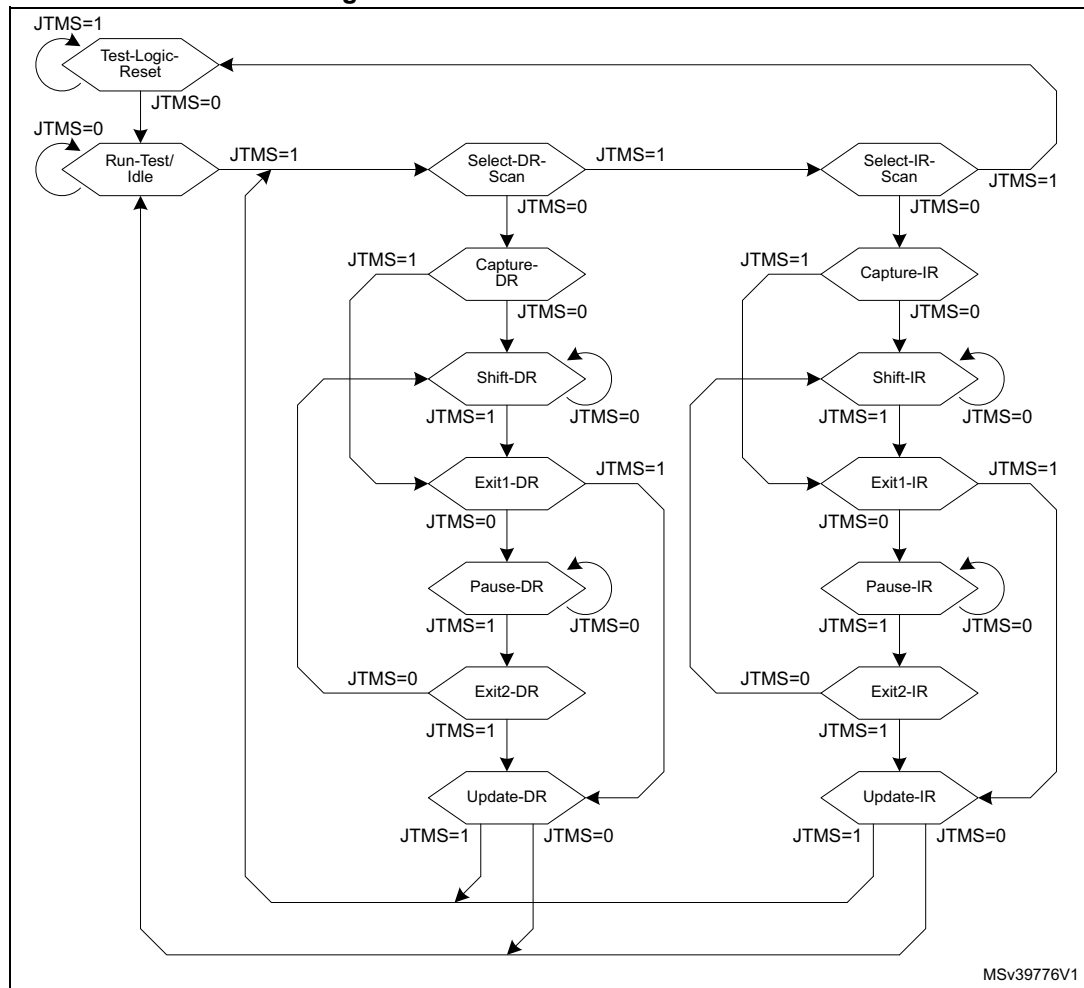 JTMS=1
Test-Logic-
Reset
JTMS=0
JTMS=0
Run-Test/
Idle
JTMS=1
Select-DR-
Scan
JTMS=1
Select-IR-
Scan
JTMS=1
JTMS=0
JTMS=0
JTMS=1
Capture-
DR
JTMS=1
Capture-IR
JTMS=0
JTMS=0
Shift-DR
Shift-IR
JTMS=1
JTMS=0
JTMS=1
JTMS=0
Exit1-DR
JTMS=1
Exit1-IR
JTMS=1
JTMS=0
JTMS=0
Pause-DR
Pause-IR
JTMS=1
JTMS=0
JTMS=1
JTMS=0
JTMS=0
Exit2-DR
JTMS=0
Exit2-IR
JTMS=1
JTMS=1
Update-DR
Update-IR
JTMS=1
JTMS=0
JTMS=1
JTMS=0
MSv39776V1